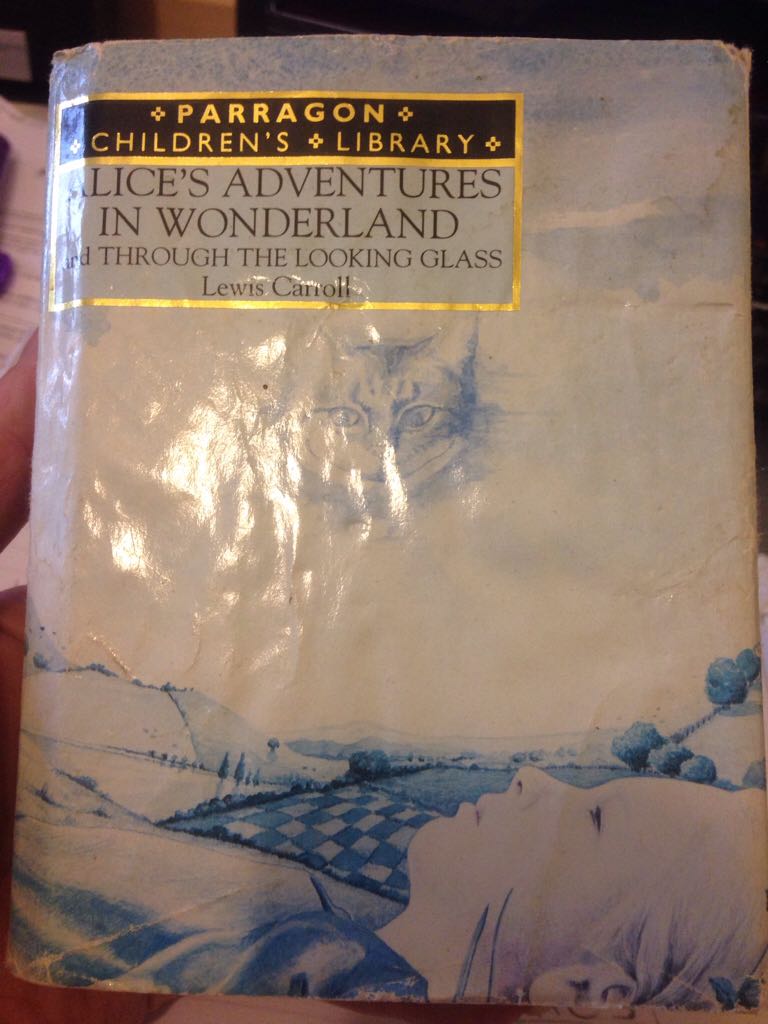 PARRAGON
CHILDREN'S LIBRARY
ALICE'S ADVENTURES
IN WONDERLAND
and THROUGH THE LOOKING GLASS
Lewis Carroll